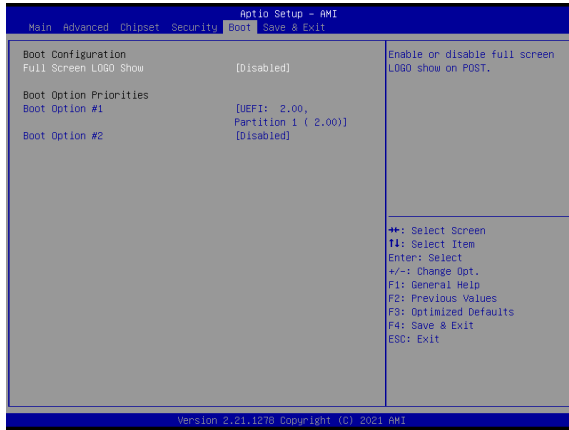 Aptio Setup - AMI
Main Advanced Chipset Security Boot Save & Exit
Boot Configuration
Full Screen LOGO Show [Disabled]
Boot Option Priorities
Boot Option #1 [UEFI: 2.00,
Partition 1 ( 2.00)]
Boot Option #2 [Disabled]
Enable or disable full screen
LOGO show on POST.
→←: Select Screen
↑↓: Select Item
Enter: Select
+/-: Change Opt.
F1: General Help
F2: Previous Values
F3: Optimized Defaults
F4: Save & Exit
ESC: Exit
Version 2.21.1278 Copyright (C) 2021 AMI